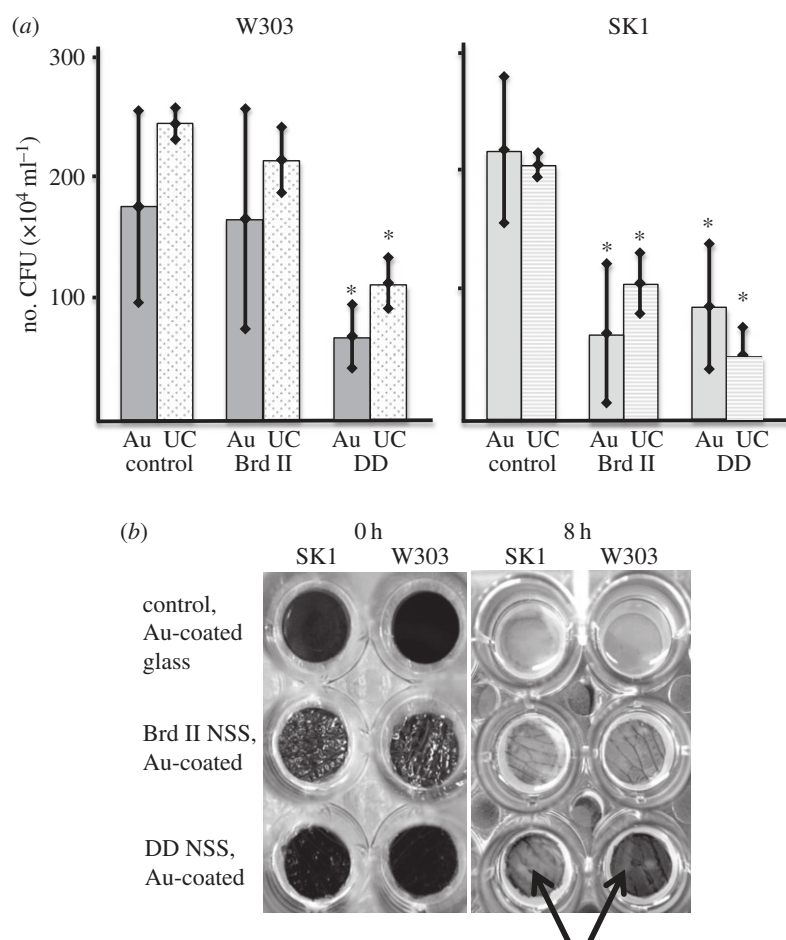 (a) W303 SK1
300
200
100
no. CFU (×10⁴ ml⁻¹)
* * * * * *
Au UC Au UC Au UC Au UC Au UC Au UC
control Brd II DD control Brd II DD
(b) 0 h 8 h
SK1 W303 SK1 W303
control,
Au-coated
glass
Brd II NSS,
Au-coated
DD NSS,
Au-coated